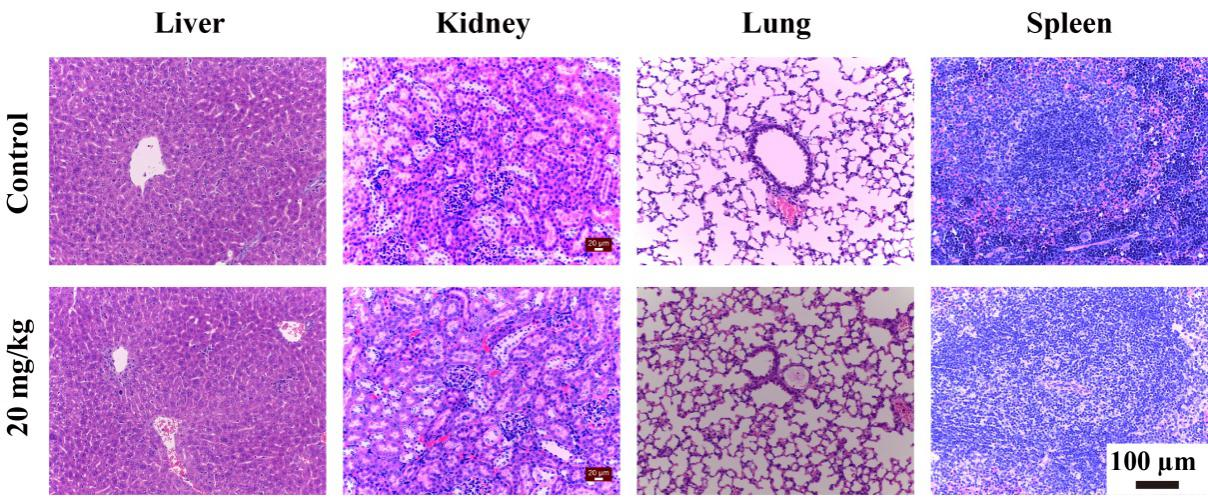 Liver Kidney Lung Spleen
Control
20 µm
20 mg/kg
20 µm
100 µm